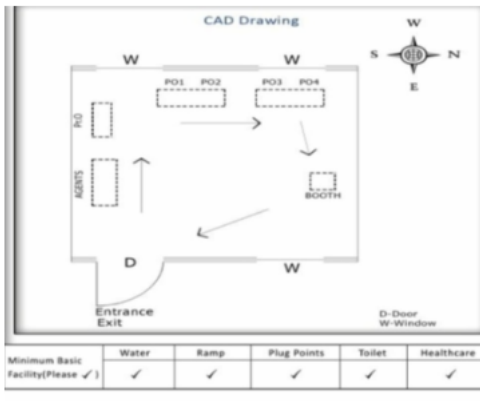 CAD Drawing
W
S N
E
W W
PO1 PO2 PO3 PO4
PrO
AGENTS
BOOTH
D W
Entrance
Exit
D-Door
W-Window
Minimum Basic Facility(Please ✓) Water Ramp Plug Points Toilet Healthcare
✓ ✓ ✓ ✓ ✓